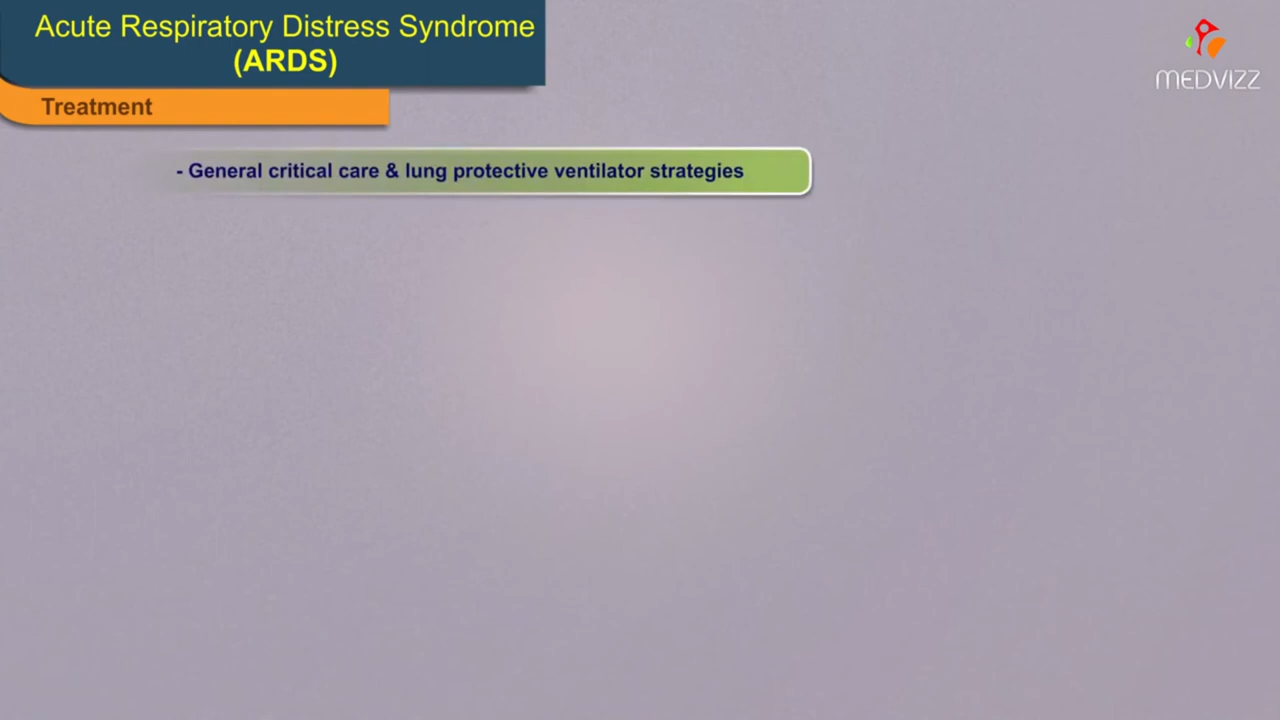 Acute Respiratory Distress Syndrome
(ARDS)
MEDVIZZ
Treatment
- General critical care & lung protective ventilator strategies